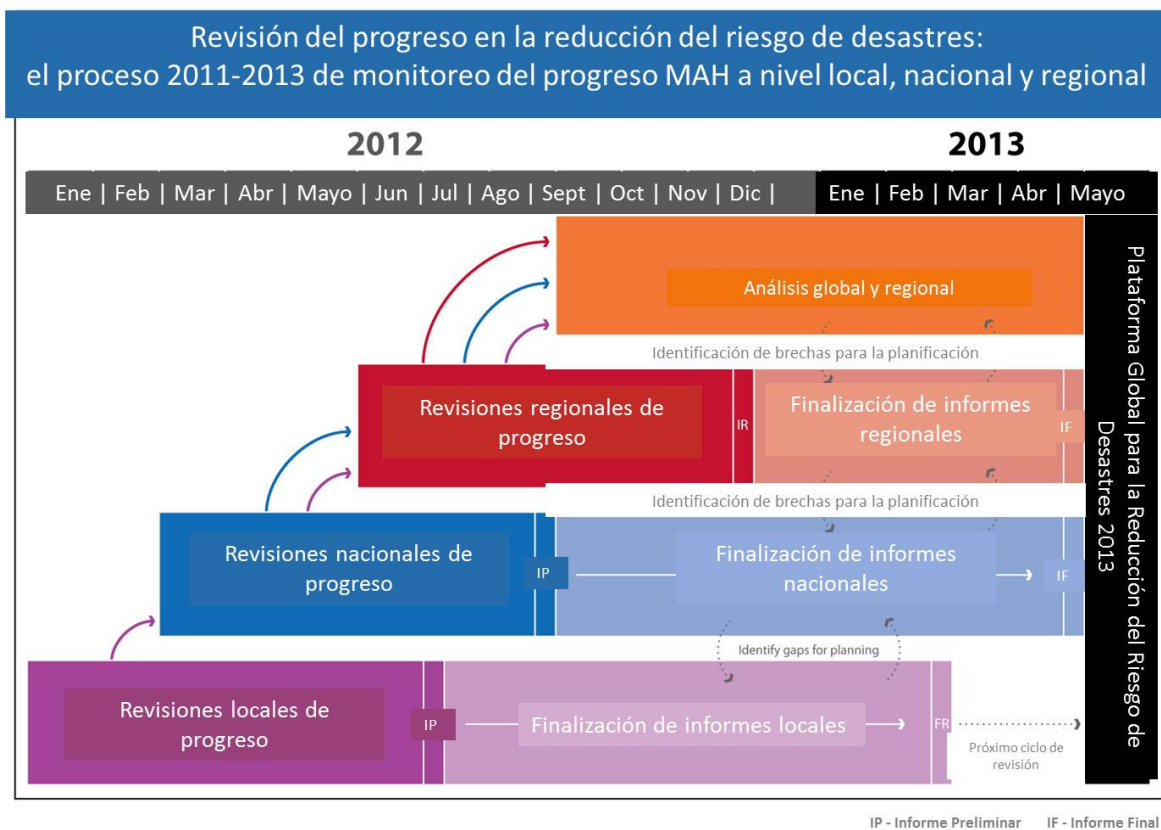 Revisión del progreso en la reducción del riesgo de desastres:
el proceso 2011-2013 de monitoreo del progreso MAH a nivel local, nacional y regional
2012
2013
Ene | Feb | Mar | Abr | Mayo | Jun | Jul | Ago | Sept | Oct | Nov | Dic |
Ene | Feb | Mar | Abr | Mayo
Análisis global y regional
Identificación de brechas para la planificación
Revisiones regionales de
progreso
IR
Finalización de informes
regionales
IF
Identificación de brechas para la planificación
Revisiones nacionales de
progreso
IP
Finalización de informes
nacionales
IF
Identify gaps for planning
Revisiones locales de
progreso
IP
Finalización de informes locales
FR
Próximo ciclo de
revisión
Plataforma Global para la Reducción del Riesgo de
Desastres 2013
IP - Informe Preliminar IF - Informe Final